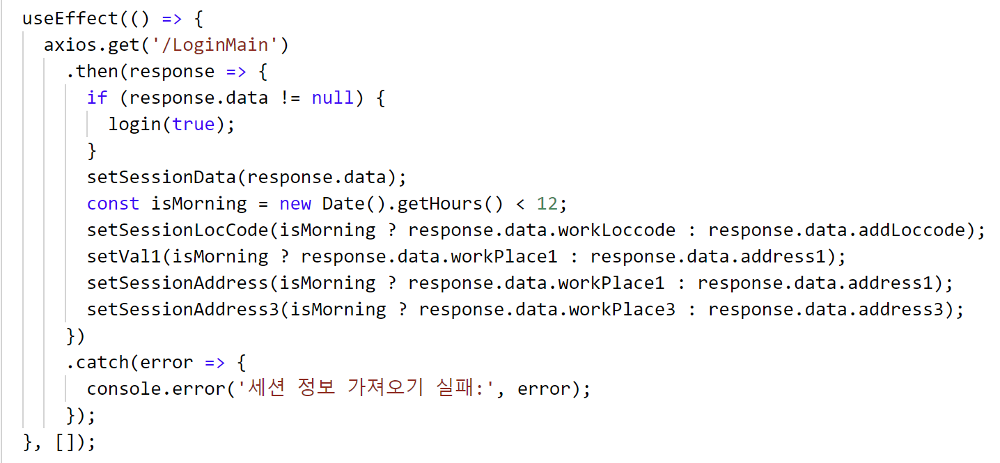 useEffect(() => {
axios.get('/LoginMain')
.then(response => {
if (response.data != null) {
login(true);
}
setSessionData(response.data);
const isMorning = new Date().getHours() < 12;
setSessionLocCode(isMorning ? response.data.workLoccode : response.data.addLoccode);
setVal1(isMorning ? response.data.workPlace1 : response.data.address1);
setSessionAddress(isMorning ? response.data.workPlace1 : response.data.address1);
setSessionAddress3(isMorning ? response.data.workPlace3 : response.data.address3);
})
.catch(error => {
console.error('세션 정보 가져오기 실패:', error);
});
}, []);